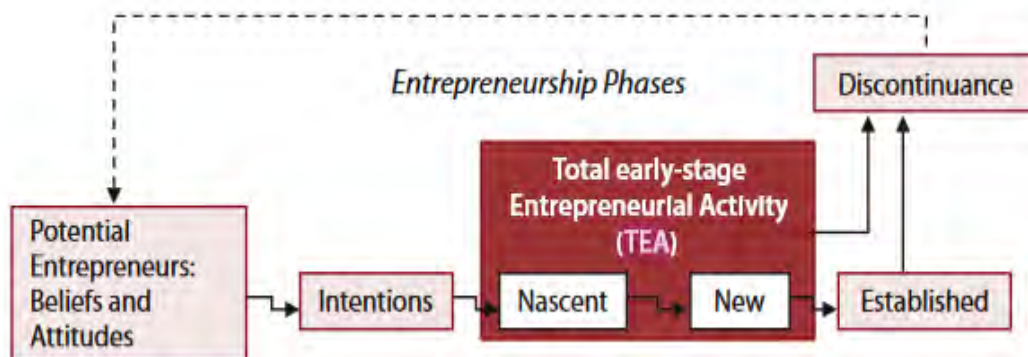 Entrepreneurship Phases
Discontinuance
Total early-stage
Entrepreneurial Activity
(TEA)
Potential
Entrepreneurs:
Beliefs and
Attitudes
Intentions
Nascent
New
Established